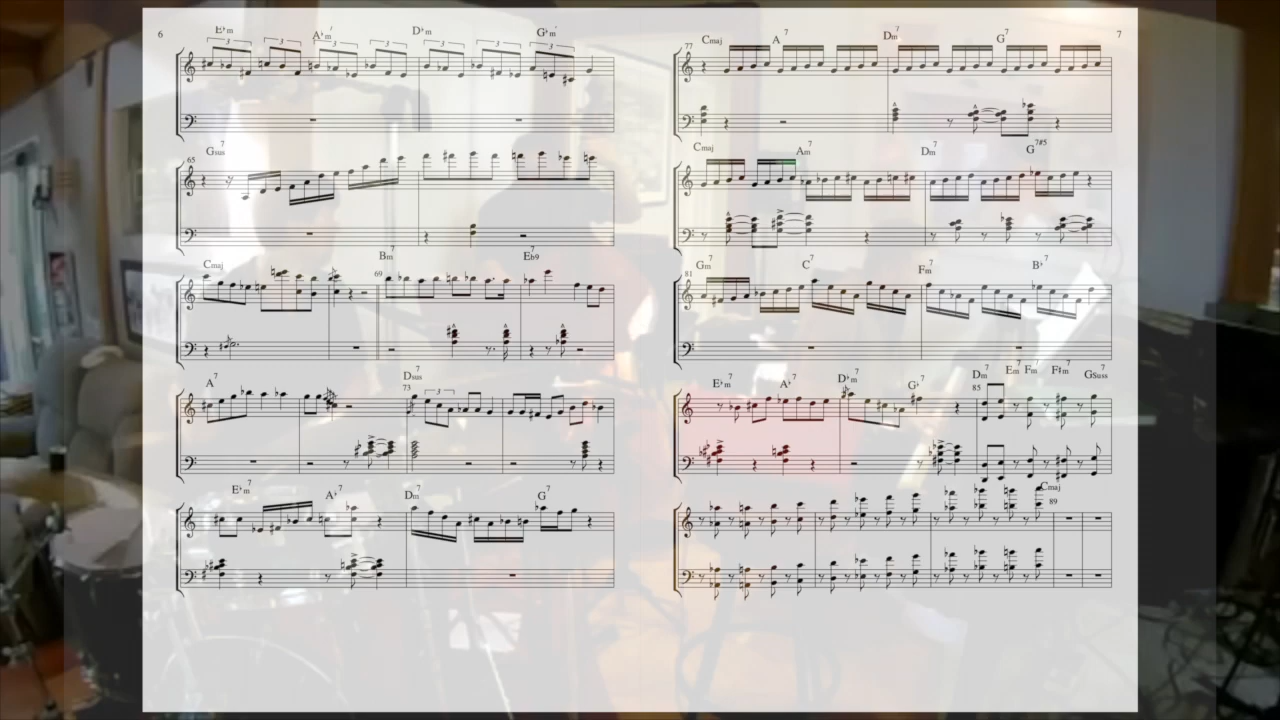 6
E♭m A♭m7 D♭m7 G♭m7
Gsus7
65
Cmaj Bm7 E♭9
69
A7 Dsus7
73
E♭m7 A♭7 Dm7 G7
7
Cmaj A7 Dm7 G7
77
Cmaj Am7 Dm7 G7#5
Gm7 C7 Fm7 B♭7
81
E♭m7 A♭7 D♭m7 G♭7 Dm7 Em7 Fm7 F#m7 Gsus7
85
Cmaj
89